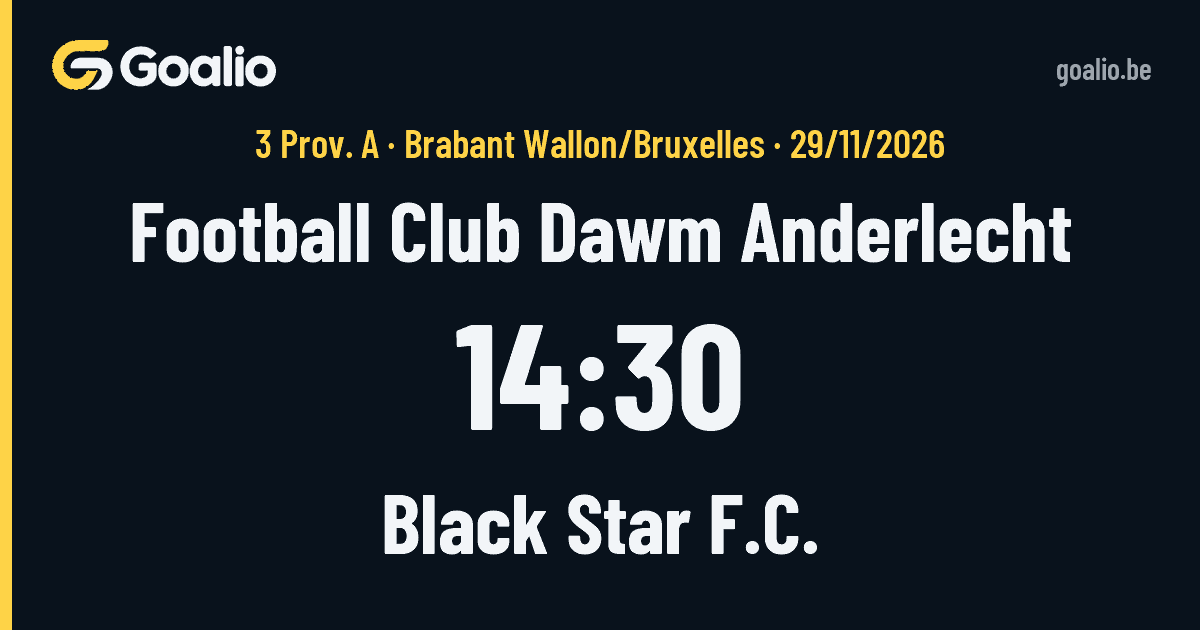 Goalio
goalio.be
3 Prov. A · Brabant Wallon/Bruxelles · 29/11/2026
Football Club Dawm Anderlecht
14:30
Black Star F.C.